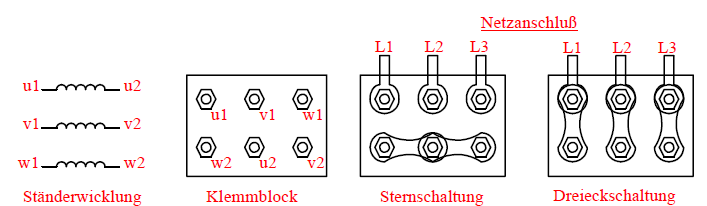 Netzanschluß
L1 L2 L3 L1 L2 L3
u1 u2
u1 v1 w1
v1 v2
w1 w2
w2 u2 v2
Ständerwicklung Klemmblock Sternschaltung Dreieckschaltung